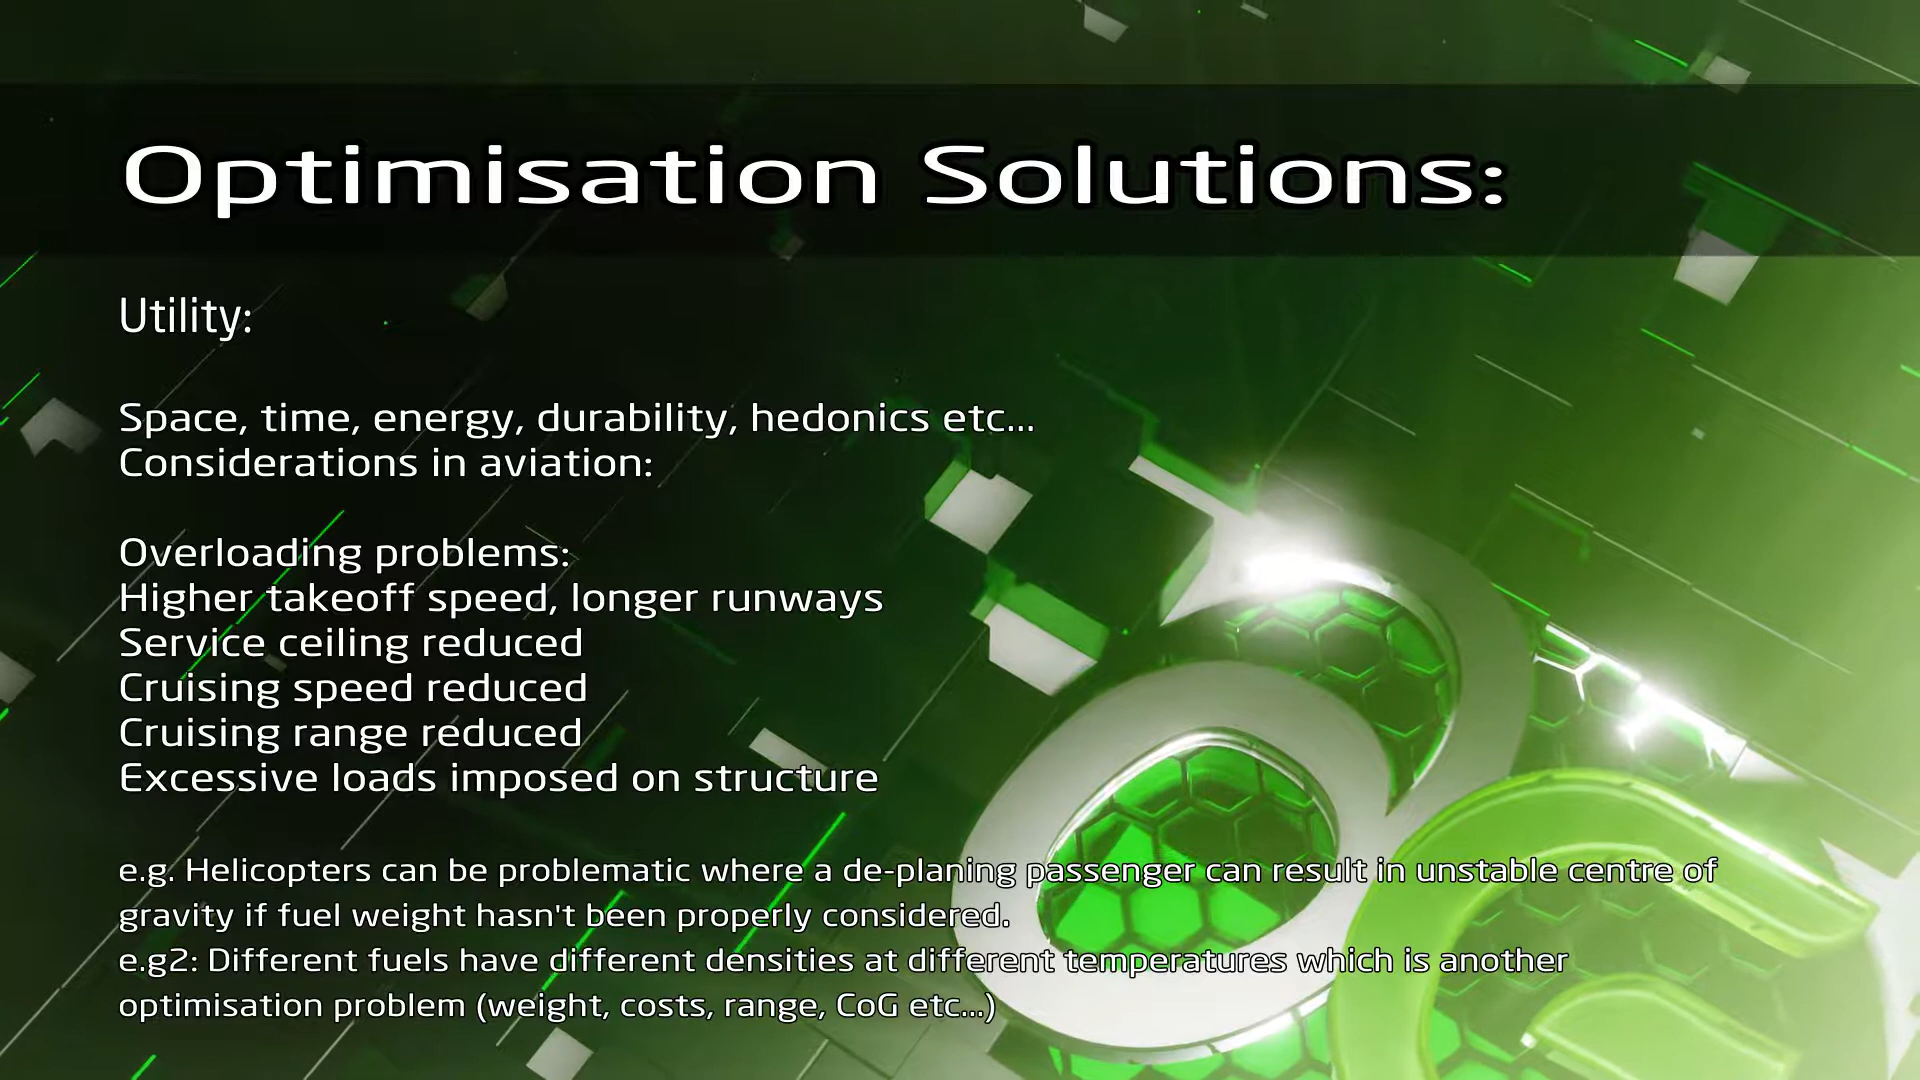 Optimisation Solutions:
Utility:
Space, time, energy, durability, hedonics etc...
Considerations in aviation:
Overloading problems:
Higher takeoff speed, longer runways
Service ceiling reduced
Cruising speed reduced
Cruising range reduced
Excessive loads imposed on structure
e.g. Helicopters can be problematic where a de-planing passenger can result in unstable centre of
gravity if fuel weight hasn't been properly considered.
e.g2: Different fuels have different densities at different temperatures which is another
optimisation problem (weight, costs, range, CoG etc...)